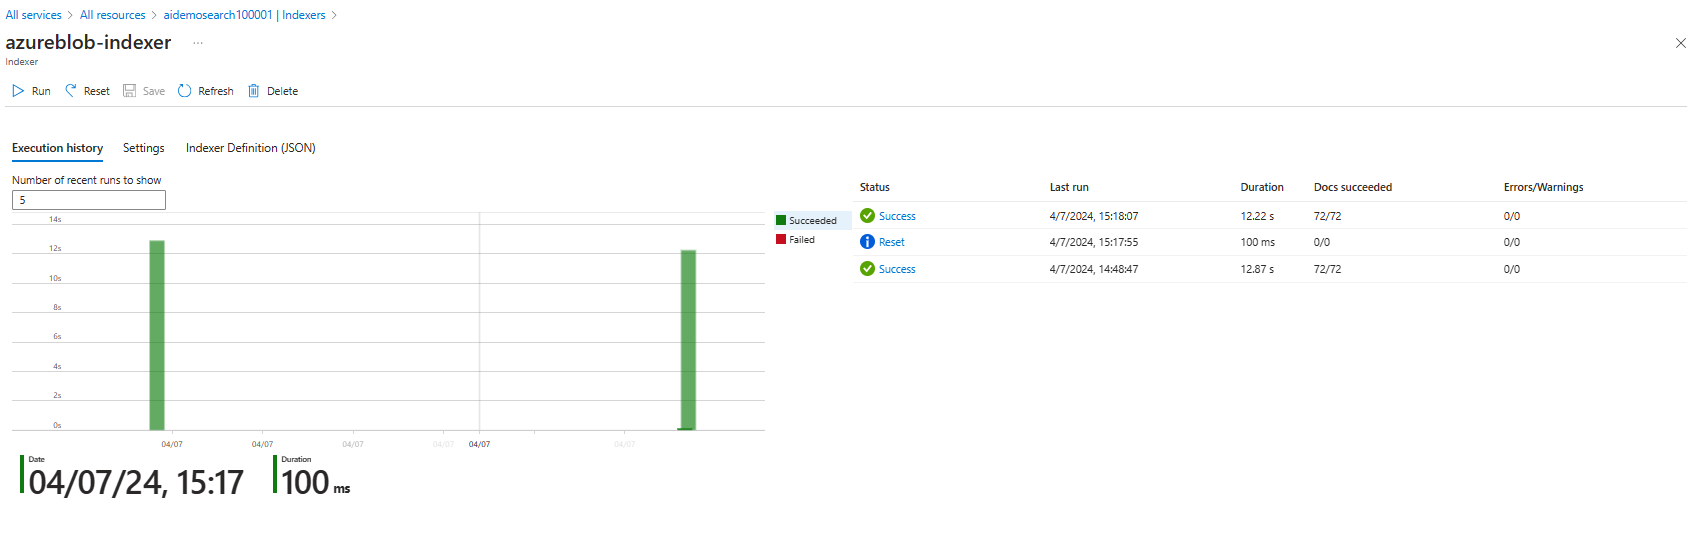 All services > All resources > aidemosearch100001 | Indexers >
azureblob-indexer ...
Indexer
Run Reset Save Refresh Delete
Execution history Settings Indexer Definition (JSON)
Number of recent runs to show
5
14s
12s
10s
8s
6s
4s
2s
0s
04/07 04/07 04/07 04/07 04/07 04/07
Succeeded
Failed
Date
04/07/24, 15:17
Duration
100 ms
Status Last run Duration Docs succeeded Errors/Warnings
Success 4/7/2024, 15:18:07 12.22 s 72/72 0/0
Reset 4/7/2024, 15:17:55 100 ms 0/0 0/0
Success 4/7/2024, 14:48:47 12.87 s 72/72 0/0